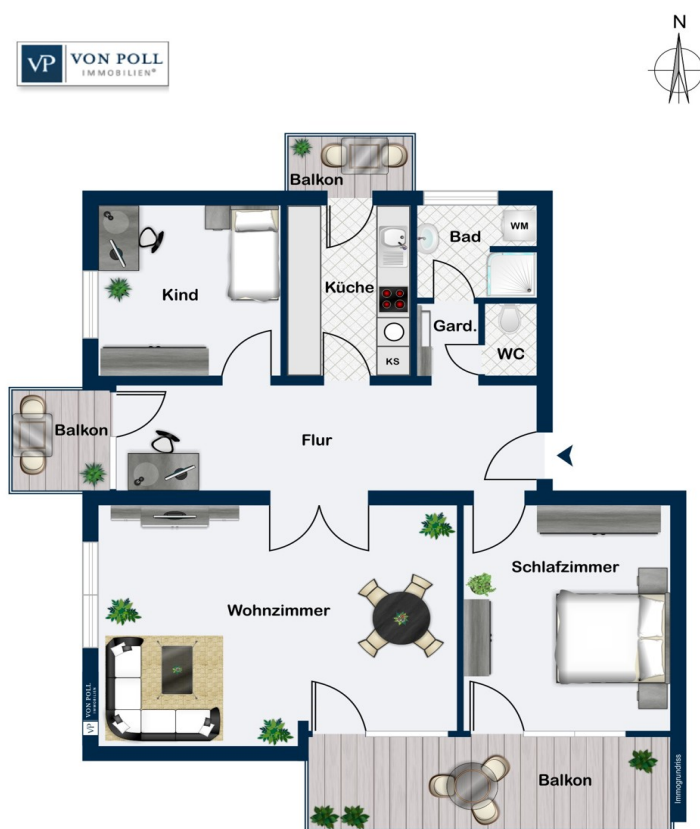 N
VP VON POLL
IMMOBILIEN®
Balkon
Kind
Küche
Bad
WM
Gard.
WC
KS
Balkon
Flur
Wohnzimmer
Schlafzimmer
VP VON POLL
IMMOBILIEN
Balkon
Immogrundriss